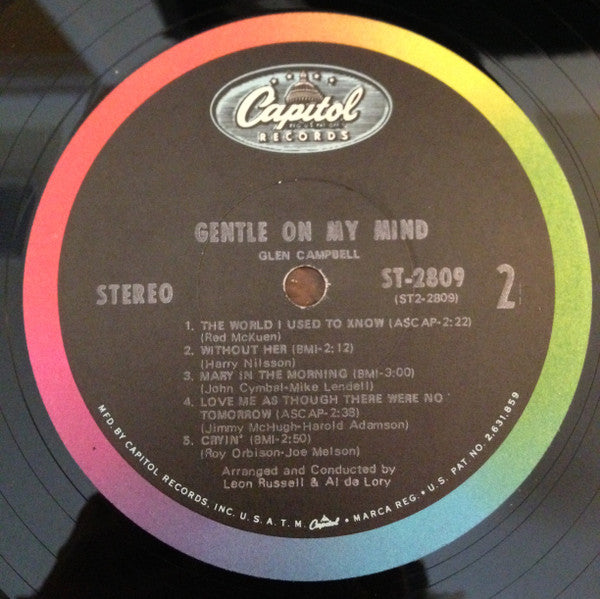 Capitol
RECORDS
GENTLE ON MY MIND
GLEN CAMPBELL
STEREO
ST-2809
(ST2-2809)
2
1. THE WORLD I USED TO KNOW (ASCAP-2:22)
(Rod McKuen)
2. WITHOUT HER (BMI-2:12)
(Harry Nilsson)
3. MARY IN THE MORNING (BMI-3:00)
(John Cymbal-Mike Lendell)
4. LOVE ME AS THOUGH THERE WERE NO
TOMORROW (ASCAP-2:38)
(Jimmy McHugh-Harold Adamson)
5. CRYIN' (BMI-2:50)
(Roy Orbison-Joe Melson)
Arranged and Conducted by
Leon Russell & Al de Lory
MFD. BY CAPITOL RECORDS, INC. U.S.A. T.M. Capitol • MARCA REG. • U.S. PAT. NO. 2,631,859